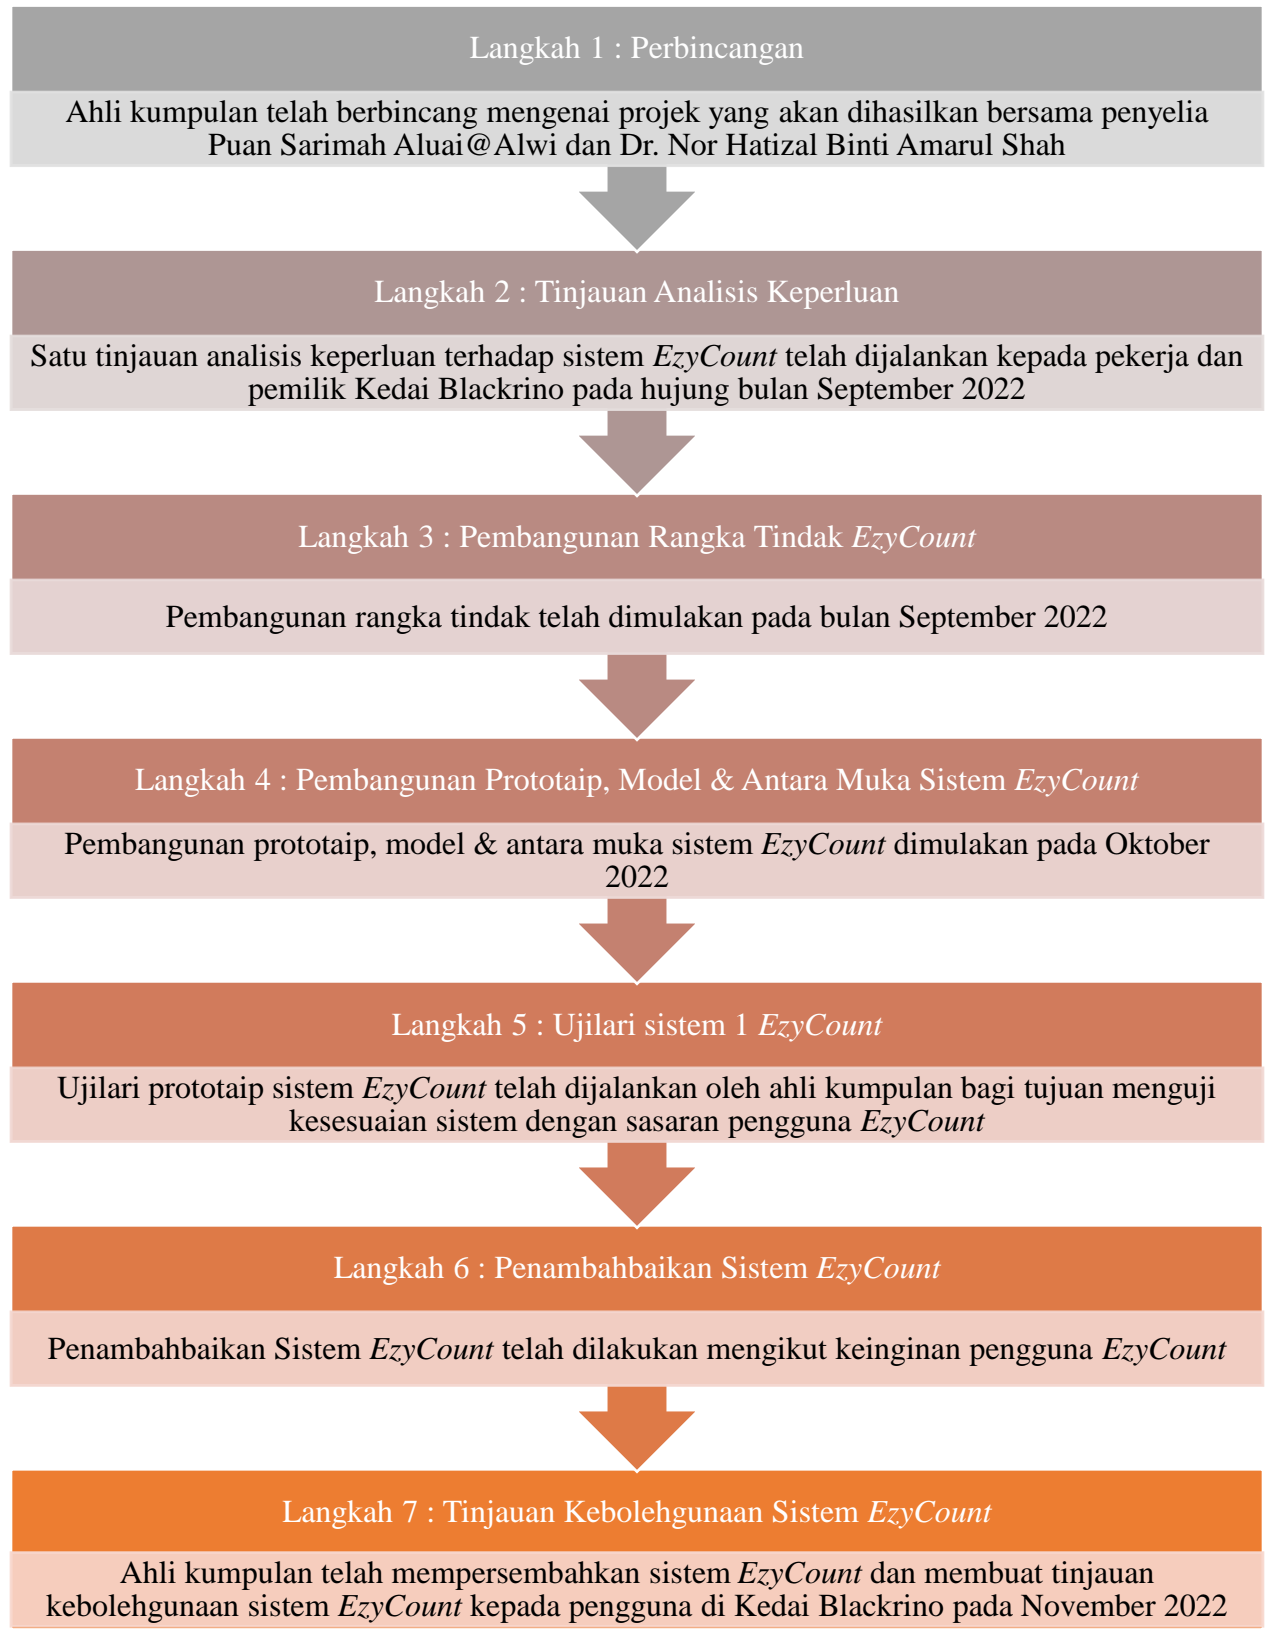 Langkah 1 : Perbincangan
Ahli kumpulan telah berbincang mengenai projek yang akan dihasilkan bersama penyelia
Puan Sarimah Aluai@Alwi dan Dr. Nor Hatizal Binti Amarul Shah
Langkah 2 : Tinjauan Analisis Keperluan
Satu tinjauan analisis keperluan terhadap sistem EzyCount telah dijalankan kepada pekerja dan
pemilik Kedai Blackrino pada hujung bulan September 2022
Langkah 3 : Pembangunan Rangka Tindak EzyCount
Pembangunan rangka tindak telah dimulakan pada bulan September 2022
Langkah 4 : Pembangunan Prototaip, Model & Antara Muka Sistem EzyCount
Pembangunan prototaip, model & antara muka sistem EzyCount dimulakan pada Oktober
2022
Langkah 5 : Ujilari sistem 1 EzyCount
Ujilari prototaip sistem EzyCount telah dijalankan oleh ahli kumpulan bagi tujuan menguji
kesesuaian sistem dengan sasaran pengguna EzyCount
Langkah 6 : Penambahbaikan Sistem EzyCount
Penambahbaikan Sistem EzyCount telah dilakukan mengikut keinginan pengguna EzyCount
Langkah 7 : Tinjauan Kebolehgunaan Sistem EzyCount
Ahli kumpulan telah mempersembahkan sistem EzyCount dan membuat tinjauan
kebolehgunaan sistem EzyCount kepada pengguna di Kedai Blackrino pada November 2022